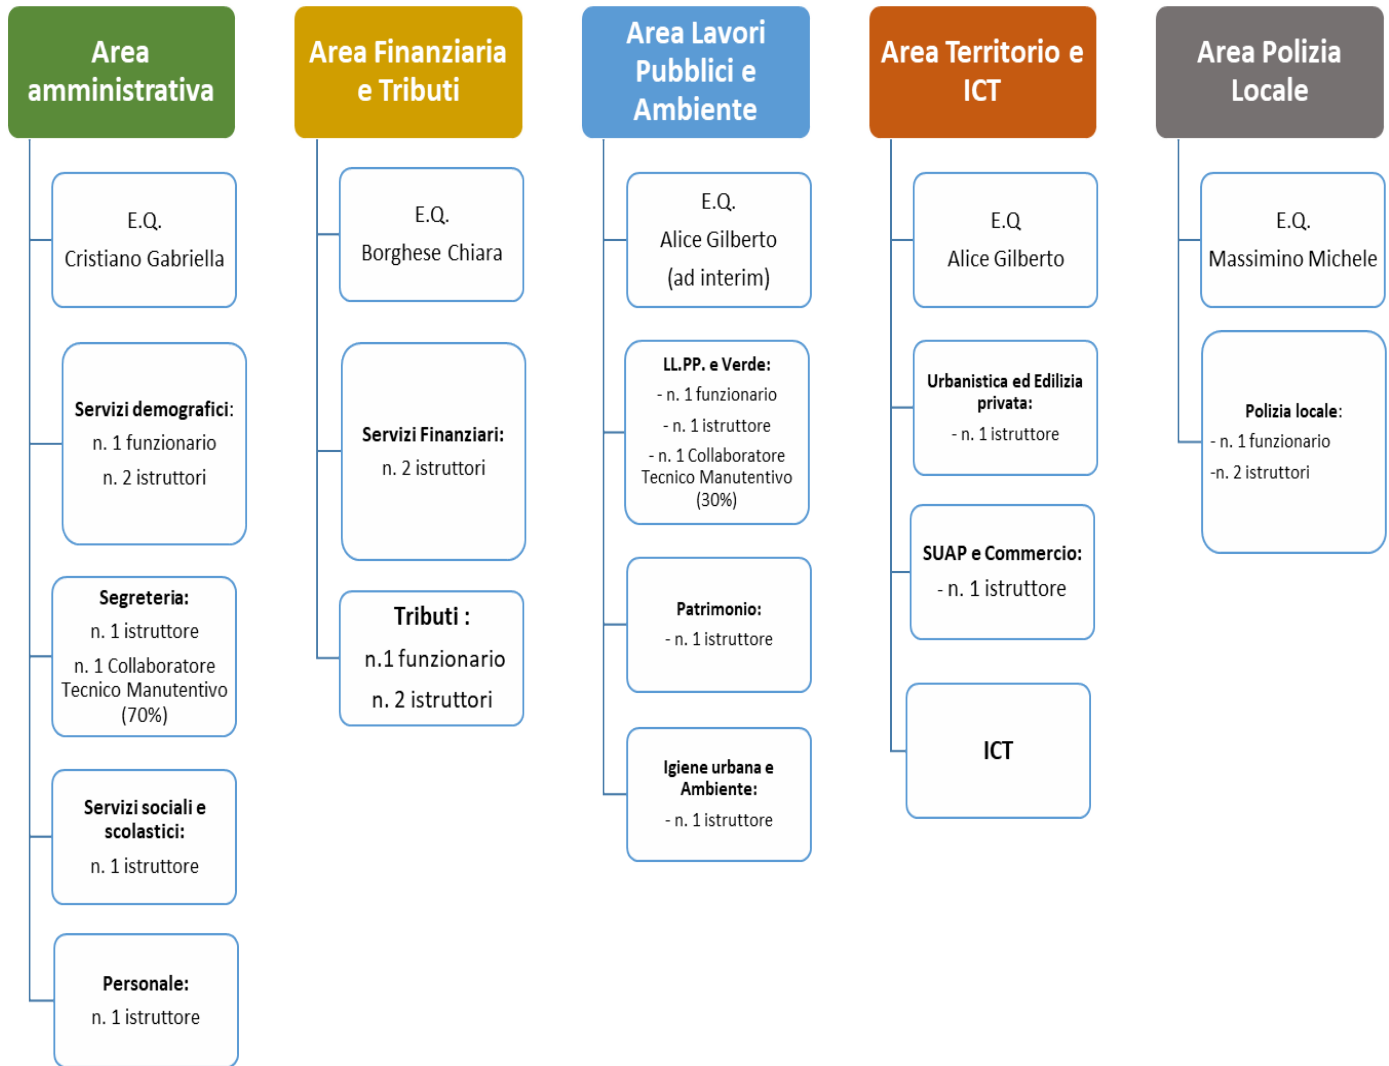 Area
amministrativa
E.Q.
Cristiano Gabriella
Servizi demografici:
n. 1 funzionario
n. 2 istruttori
Segreteria:
n. 1 istruttore
n. 1 Collaboratore
Tecnico Manutentivo
(70%)
Servizi sociali e
scolastici:
n. 1 istruttore
Personale:
n. 1 istruttore
Area Finanziaria
e Tributi
E.Q.
Borghese Chiara
Servizi Finanziari:
n. 2 istruttori
Tributi :
n.1 funzionario
n. 2 istruttori
Area Lavori
Pubblici e
Ambiente
E.Q.
Alice Gilberto
(ad interim)
LL.PP. e Verde:
- n. 1 funzionario
- n. 1 istruttore
- n. 1 Collaboratore
Tecnico Manutentivo
(30%)
Patrimonio:
- n. 1 istruttore
Igiene urbana e
Ambiente:
- n. 1 istruttore
Area Territorio e
ICT
E.Q
Alice Gilberto
Urbanistica ed Edilizia
privata:
- n. 1 istruttore
SUAP e Commercio:
- n. 1 istruttore
ICT
Area Polizia
Locale
E.Q.
Massimino Michele
Polizia locale:
- n. 1 funzionario
-n. 2 istruttori